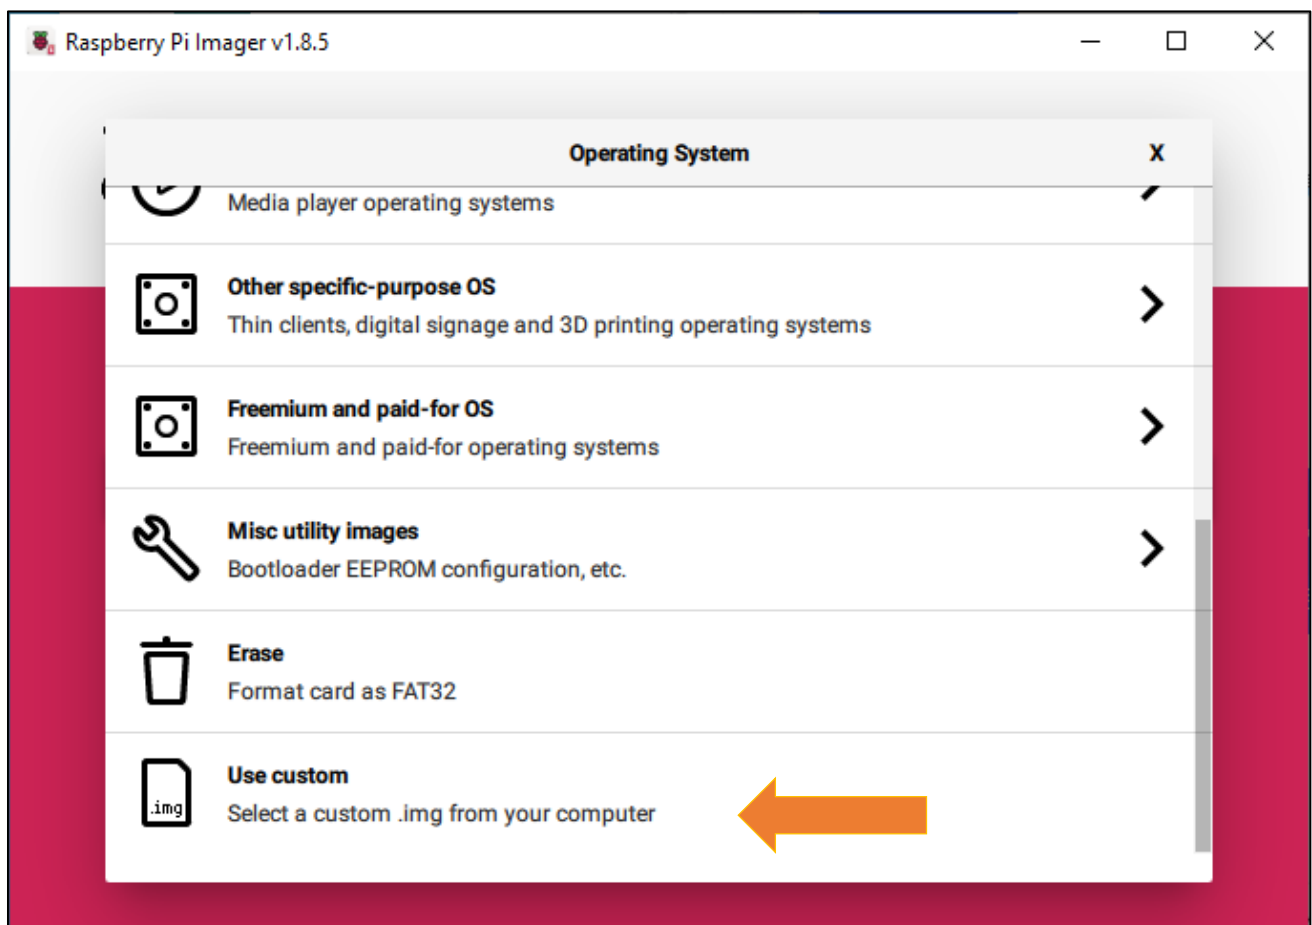 Raspberry Pi Imager v1.8.5
Operating System
X
Media player operating systems
Other specific-purpose OS
Thin clients, digital signage and 3D printing operating systems
Freemium and paid-for OS
Freemium and paid-for operating systems
Misc utility images
Bootloader EEPROM configuration, etc.
Erase
Format card as FAT32
Use custom
.img
Select a custom .img from your computer